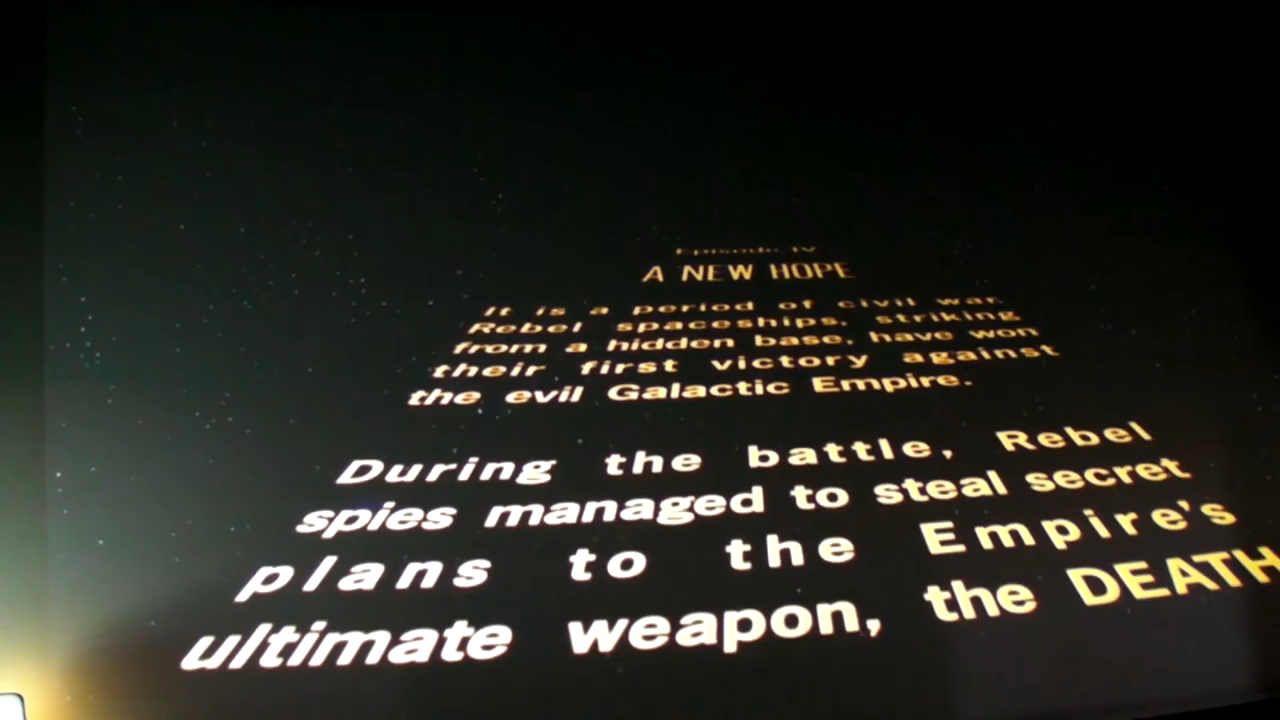 Episode IV
A NEW HOPE
It is a period of civil war.
Rebel spaceships, striking
from a hidden base, have won
their first victory against
the evil Galactic Empire.
During the battle, Rebel
spies managed to steal secret
plans to the Empire's
ultimate weapon, the DEATH